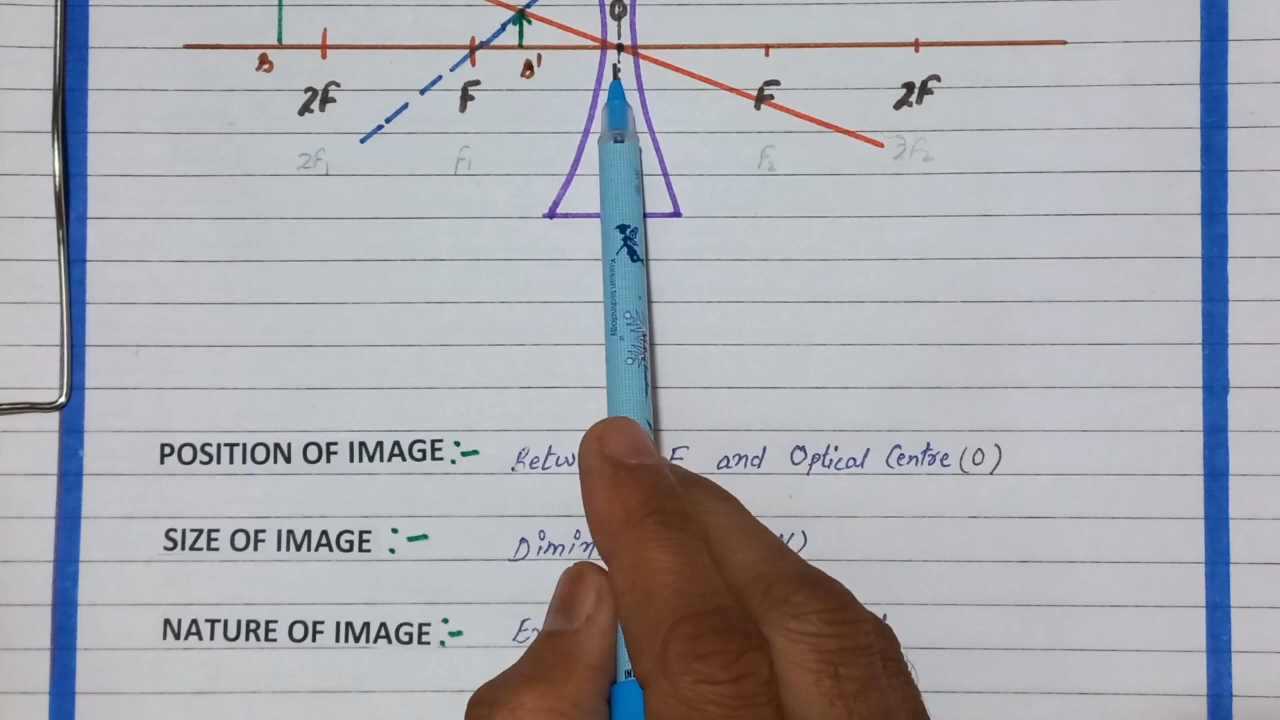 O
B B'
2F F F 2F
2F₁ F₁ F₂ 2F₂
POSITION OF IMAGE :- F and Optical Centre (O)
SIZE OF IMAGE :-
NATURE OF IMAGE :-